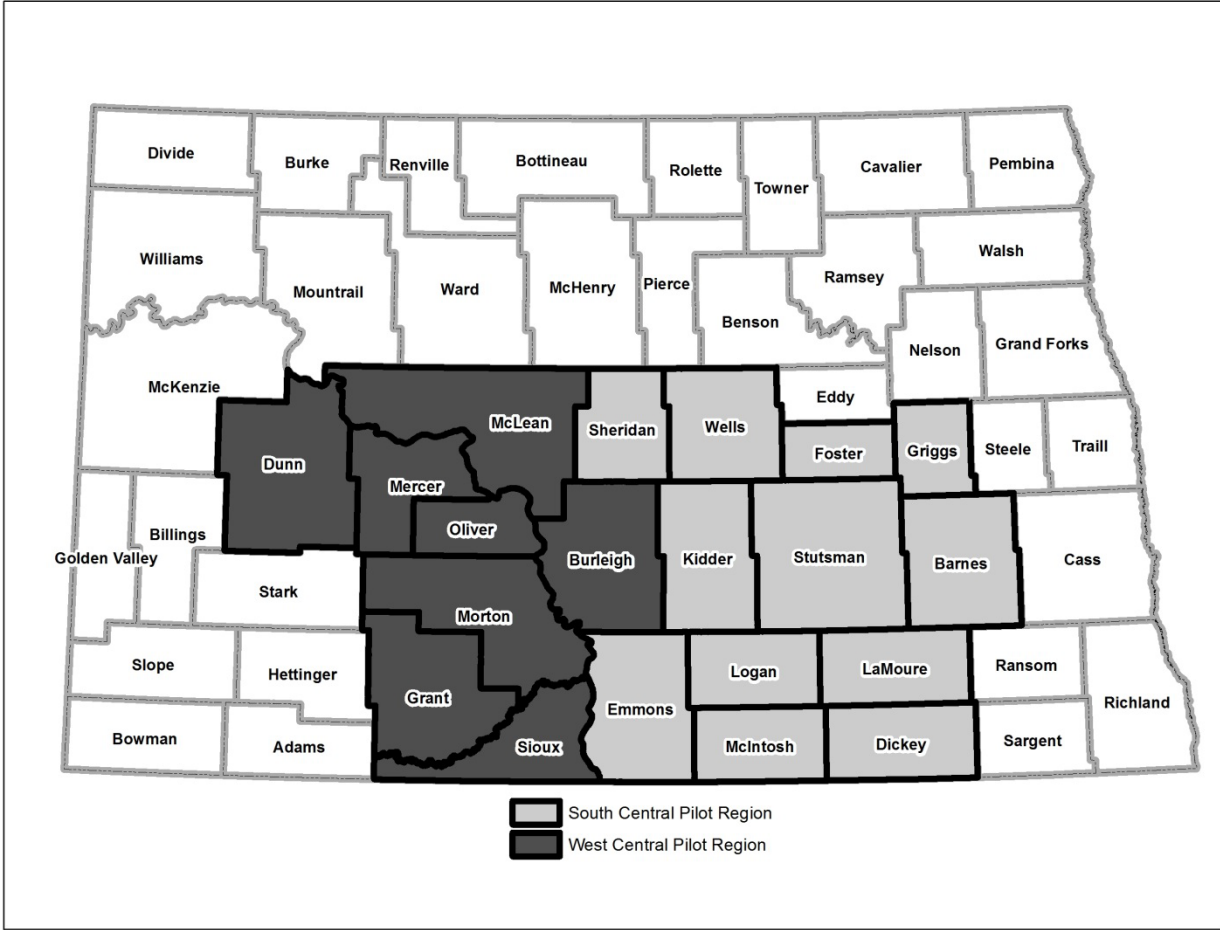 Divide
Burke
Renville
Bottineau
Rolette
Towner
Cavalier
Pembina
Williams
Mountrail
Ward
McHenry
Pierce
Benson
Ramsey
Walsh
Nelson
Grand Forks
McKenzie
Dunn
McLean
Mercer
Oliver
Sheridan
Wells
Eddy
Foster
Griggs
Steele
Traill
Golden Valley
Billings
Stark
Burleigh
Kidder
Stutsman
Barnes
Cass
Morton
Slope
Hettinger
Grant
Emmons
Logan
LaMoure
Ransom
Richland
Bowman
Adams
Sioux
McIntosh
Dickey
Sargent
South Central Pilot Region
West Central Pilot Region